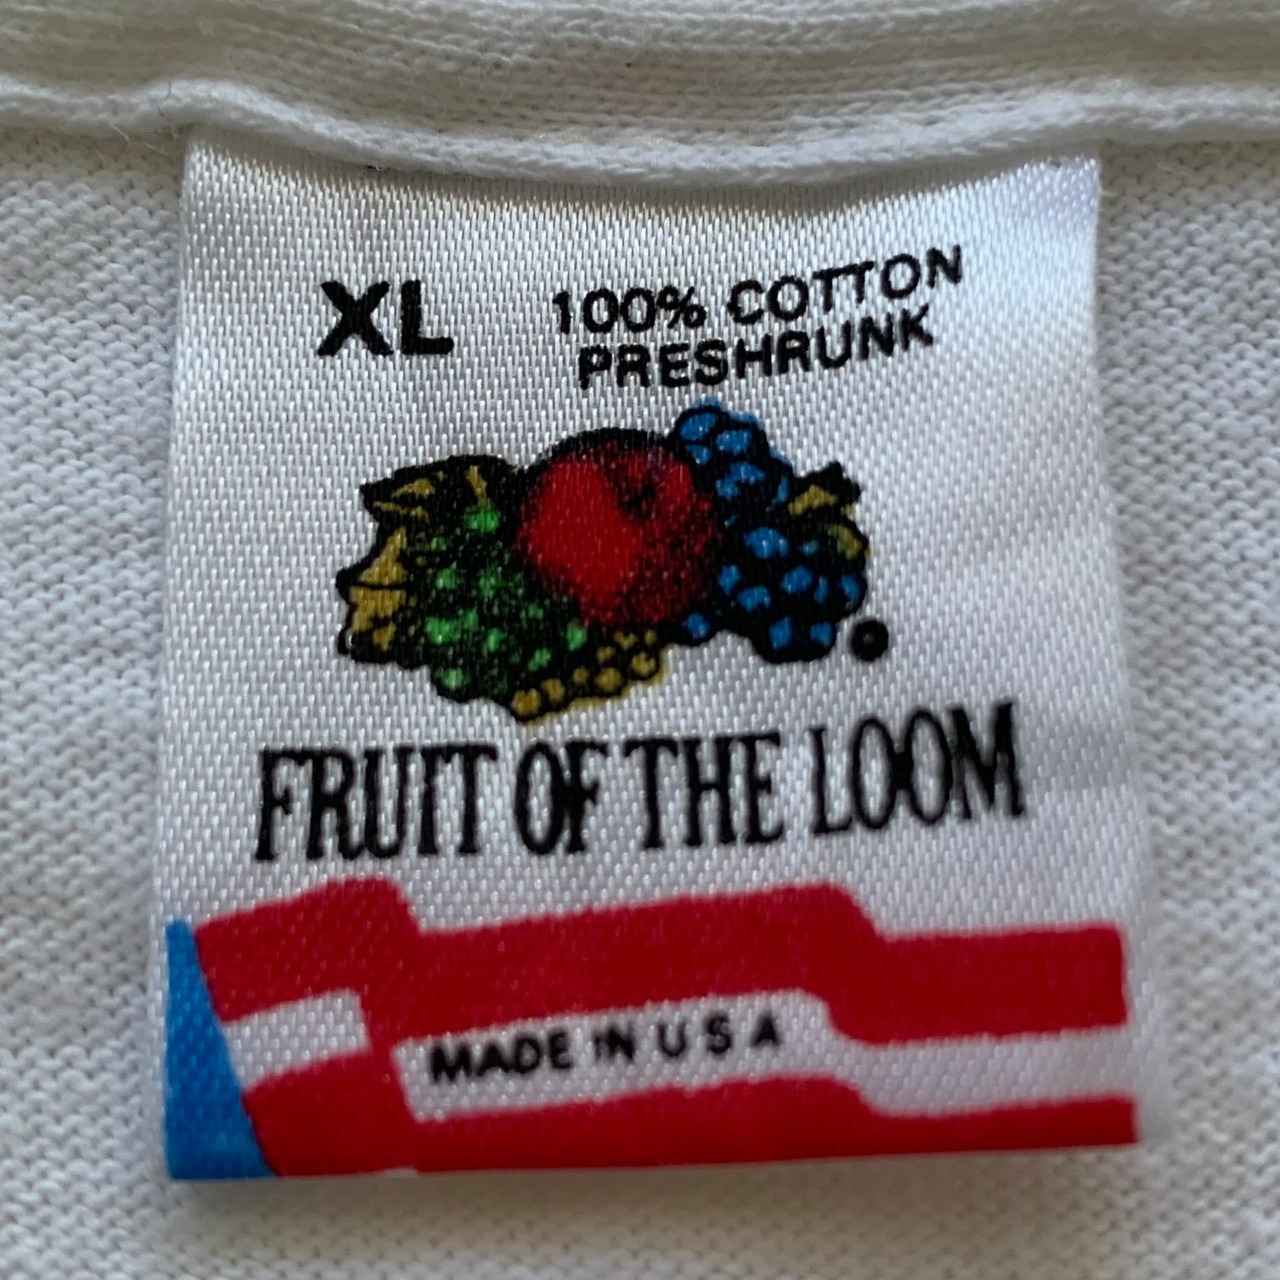 XL
100% COTTON
PRESHRUNK
FRUIT OF THE LOOM
MADE IN U S A